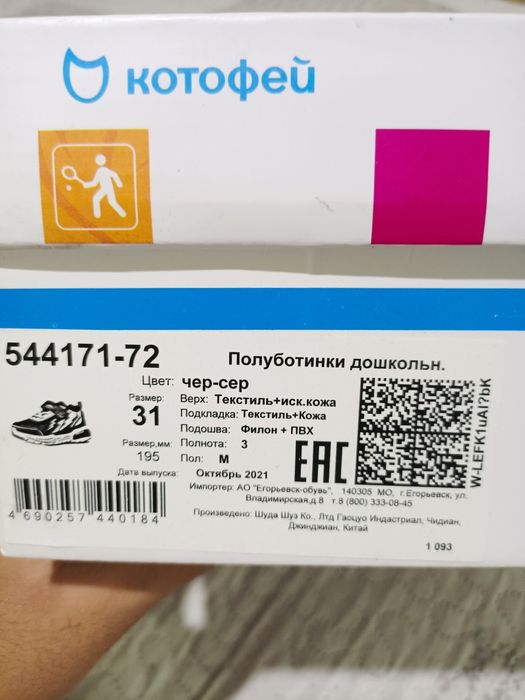 котофей
544171-72
Полуботинки дошкольн.
Цвет: чер-сер
Размер:
31
Размер,мм:
195
Верх: Текстиль+иск.кожа
Подкладка: Текстиль+Кожа
Подошва: Филон + ПВХ
Полнота: 3
Пол: М
Дата выпуска: Октябрь 2021
EAC
W-LEFK1uAl?bK
Импортер: АО "Егорьевск-обувь", 140305 МО, г.Егорьевск, ул.
Владимирская,д.8 т.8 (800) 333-08-45
Произведено: Шуда Шуз Ко., Лтд Гаоцуо Индастриал, Чидиан,
Джинджиан, Китай
4 690257 440184
1 093